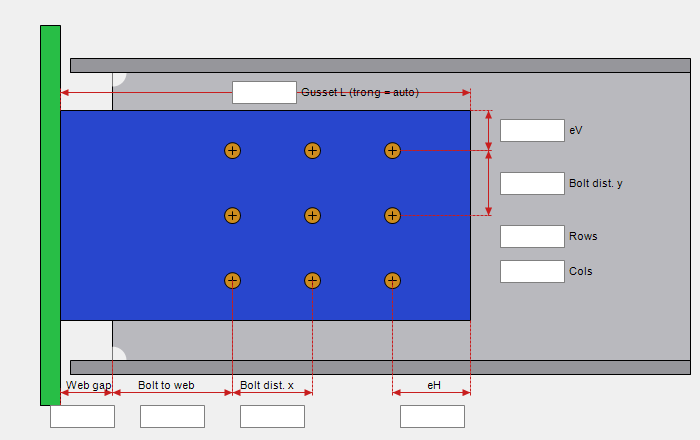 Gusset L (trong = auto)
eV
Bolt dist. y
Rows
Cols
Web gap
Bolt to web
Bolt dist. x
eH